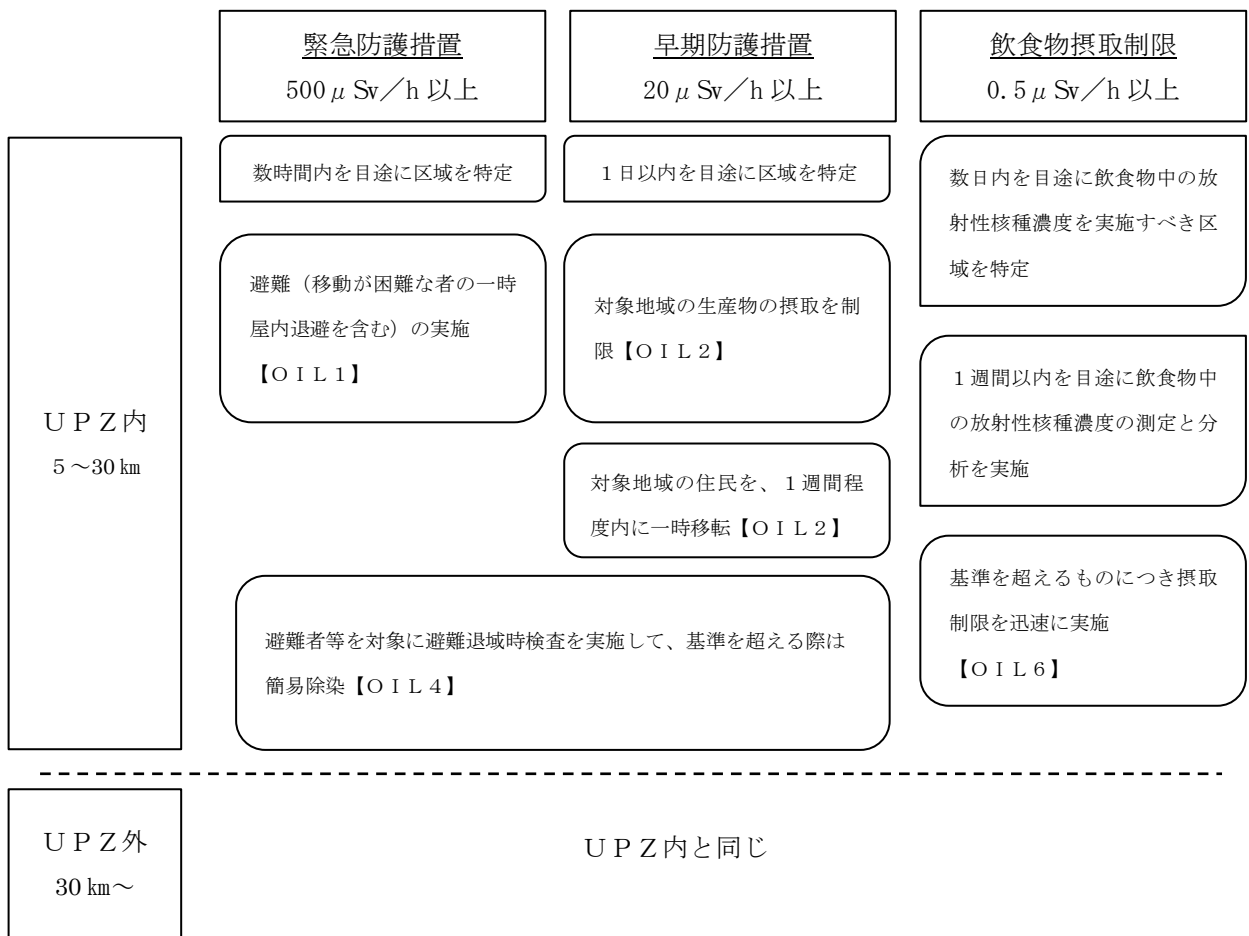 緊急防護措置
500μSv／h 以上
早期防護措置
20μSv／h 以上
飲食物摂取制限
0.5μSv／h 以上
UPZ内
5～30 ㎞
数時間内を目途に区域を特定
避難（移動が困難な者の一時
屋内退避を含む）の実施
【OIL1】
1日以内を目途に区域を特定
対象地域の生産物の摂取を制
限【OIL2】
対象地域の住民を、1週間程
度内に一時移転【OIL2】
避難者等を対象に避難退域時検査を実施して、基準を超える際は
簡易除染【OIL4】
数日内を目途に飲食物中の放
射性核種濃度を実施すべき区
域を特定
1週間以内を目途に飲食物中
の放射性核種濃度の測定と分
析を実施
基準を超えるものにつき摂取
制限を迅速に実施
【OIL6】
UPZ外
30 ㎞～
UPZ内と同じ